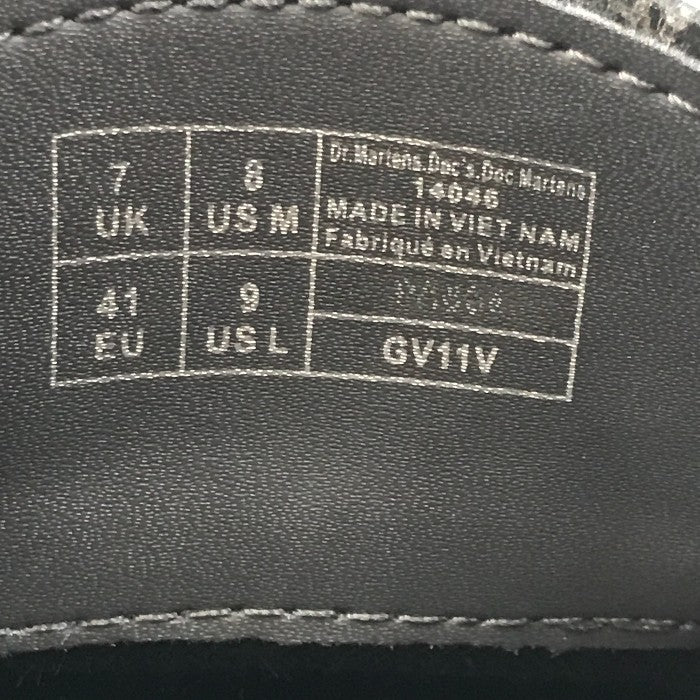 7
UK
8
US M
Dr.Martens,Doc's,Doc Martens
14046
MADE IN VIET NAM
Fabriqué en Vietnam
41
EU
9
US L
GV11V